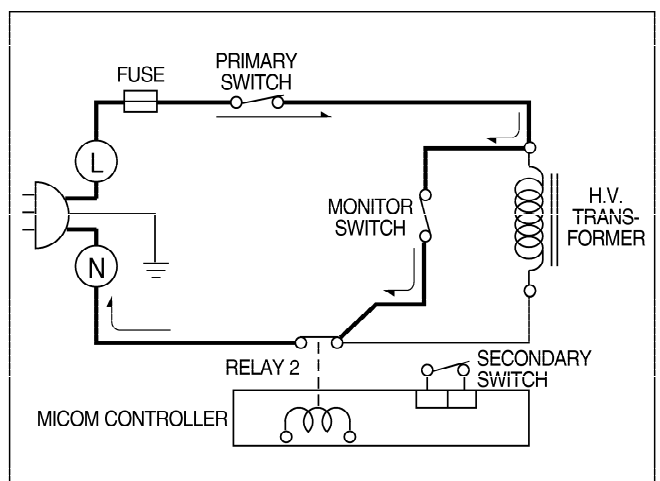 FUSE
PRIMARY
SWITCH
L
MONITOR
SWITCH
H.V.
TRANS-
FORMER
N
RELAY 2
SECONDARY
SWITCH
MICOM CONTROLLER